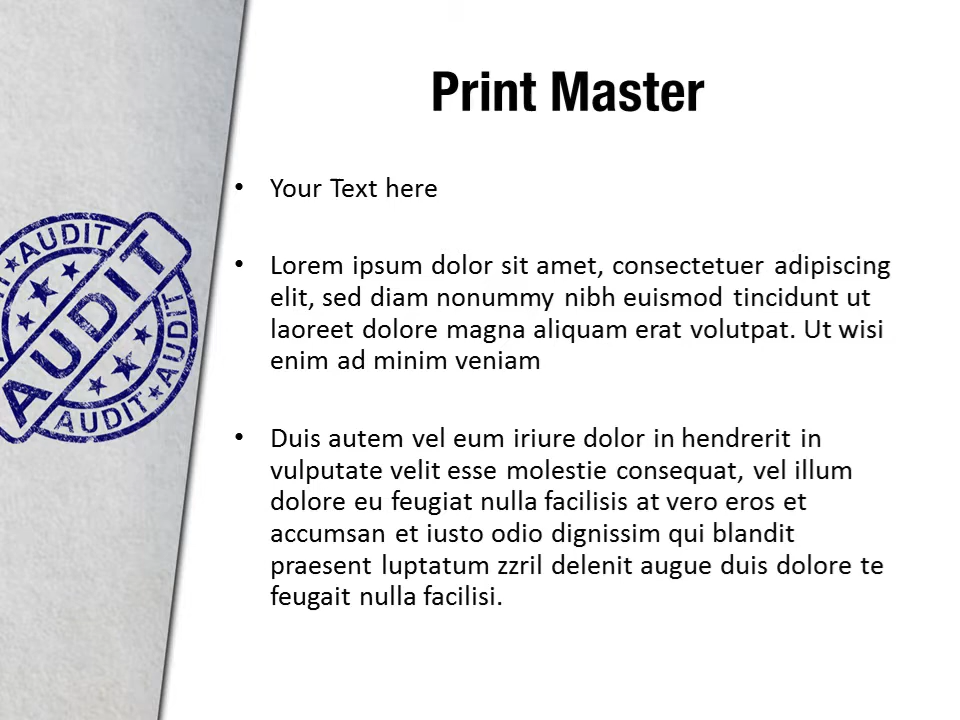 Print Master
• Your Text here
• Lorem ipsum dolor sit amet, consectetuer adipiscing
elit, sed diam nonummy nibh euismod tincidunt ut
laoreet dolore magna aliquam erat volutpat. Ut wisi
enim ad minim veniam
• Duis autem vel eum iriure dolor in hendrerit in
vulputate velit esse molestie consequat, vel illum
dolore eu feugiat nulla facilisis at vero eros et
accumsan et iusto odio dignissim qui blandit
praesent luptatum zzril delenit augue duis dolore te
feugait nulla facilisi.
AUDIT
AUDIT
AUDIT
AUDIT